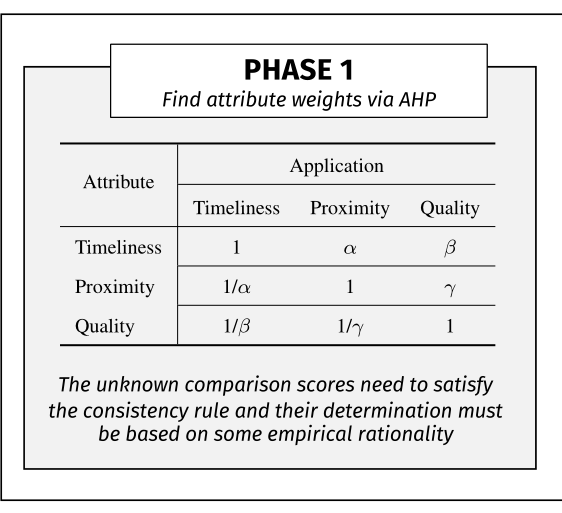 PHASE 1
Find attribute weights via AHP
Attribute
Application
Timeliness Proximity Quality
Timeliness 1 α β
Proximity 1/α 1 γ
Quality 1/β 1/γ 1
The unknown comparison scores need to satisfy
the consistency rule and their determination must
be based on some empirical rationality